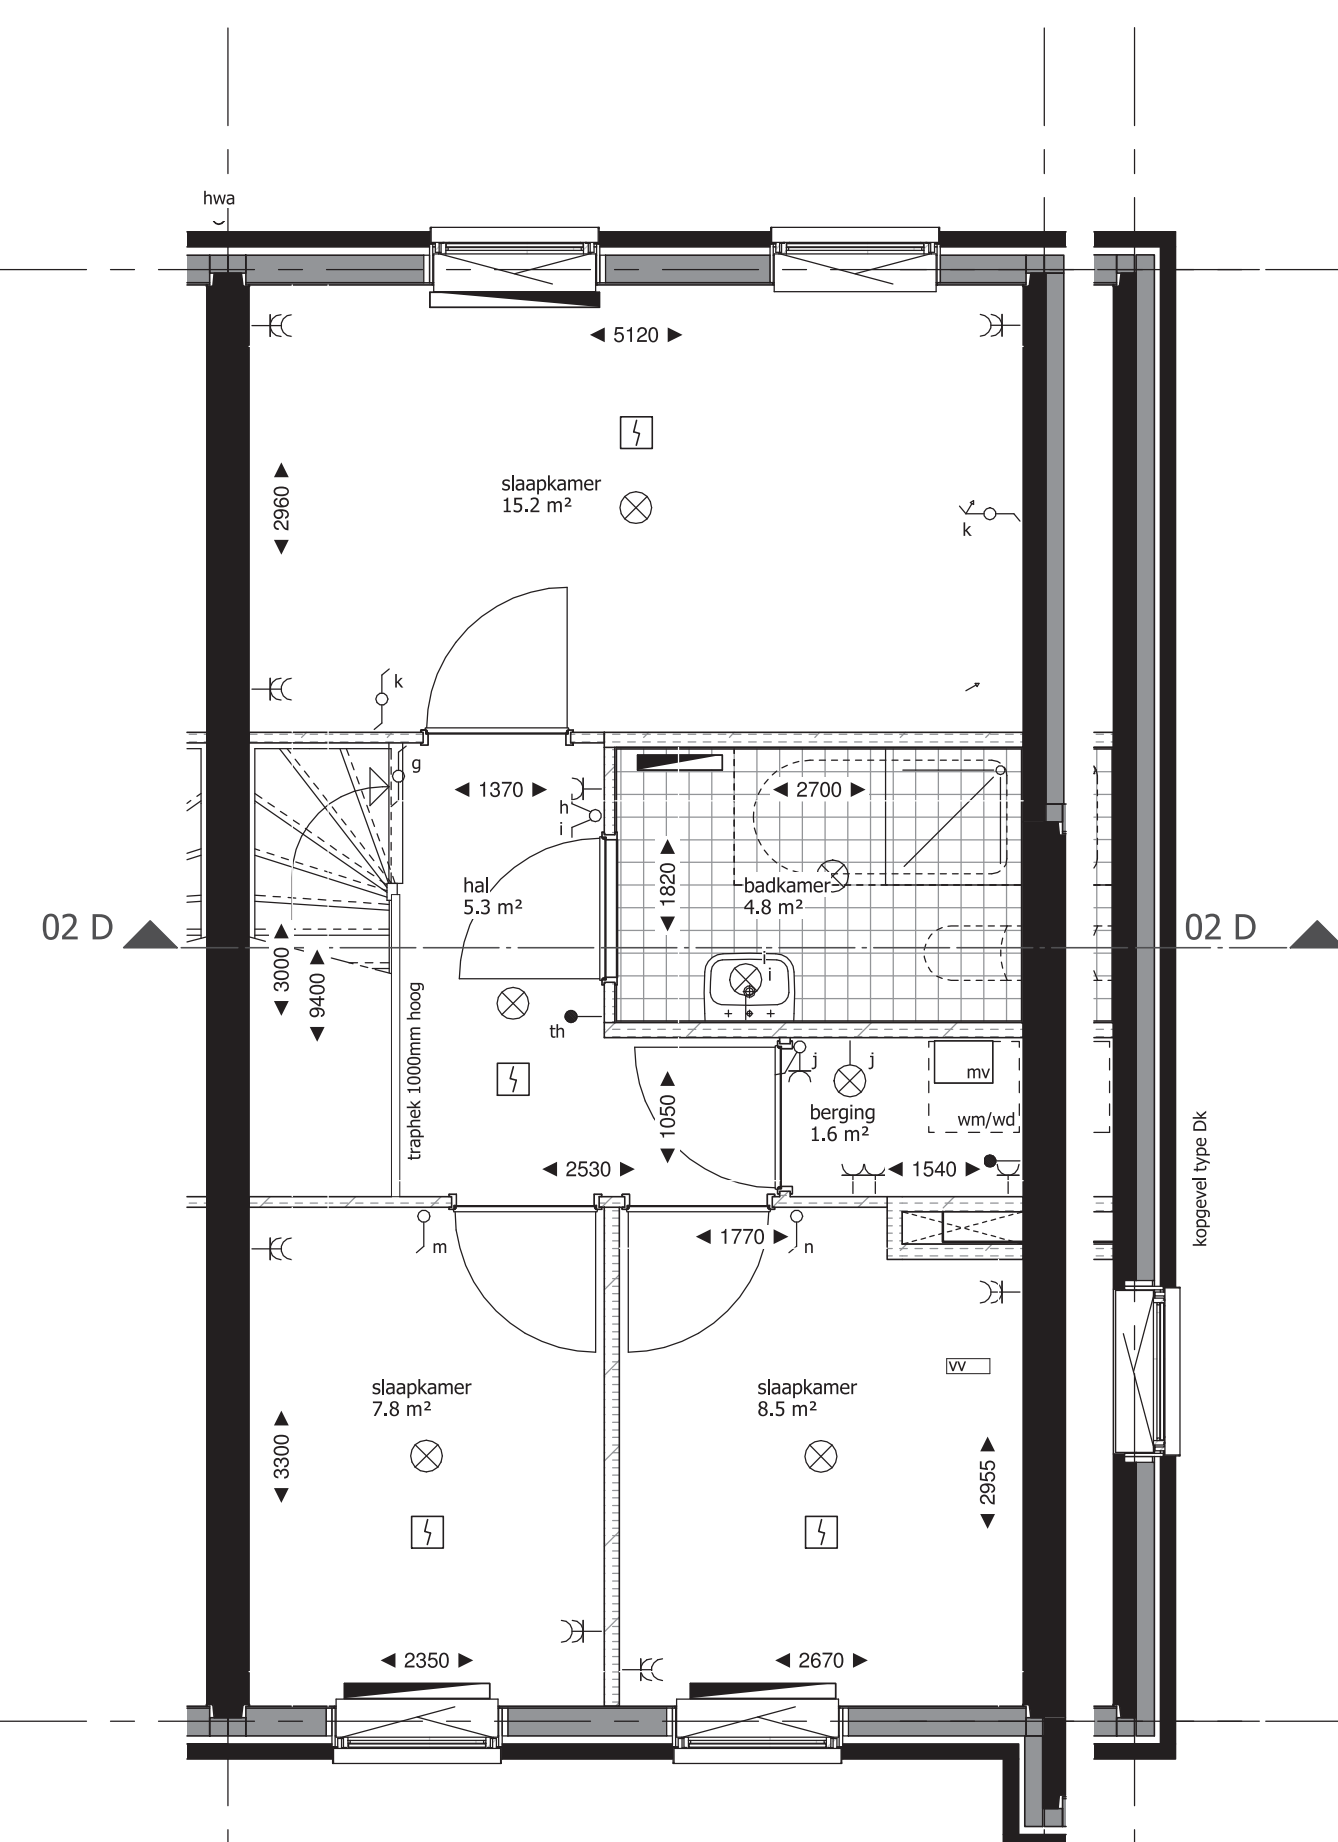 hwa
5120
slaapkamer
15.2 m²
2960
k
k
g
1370
h
i
2700
1820
hal
5.3 m²
badkamer
4.8 m²
02 D
02 D
3000
9400
i
i
th
traphek 1000mm hoog
j
j
mv
1050
berging
1.6 m²
wm/wd
2530
1540
kopgevel type Dk
m
1770
n
vv
slaapkamer
7.8 m²
slaapkamer
8.5 m²
3300
2955
2350
2670